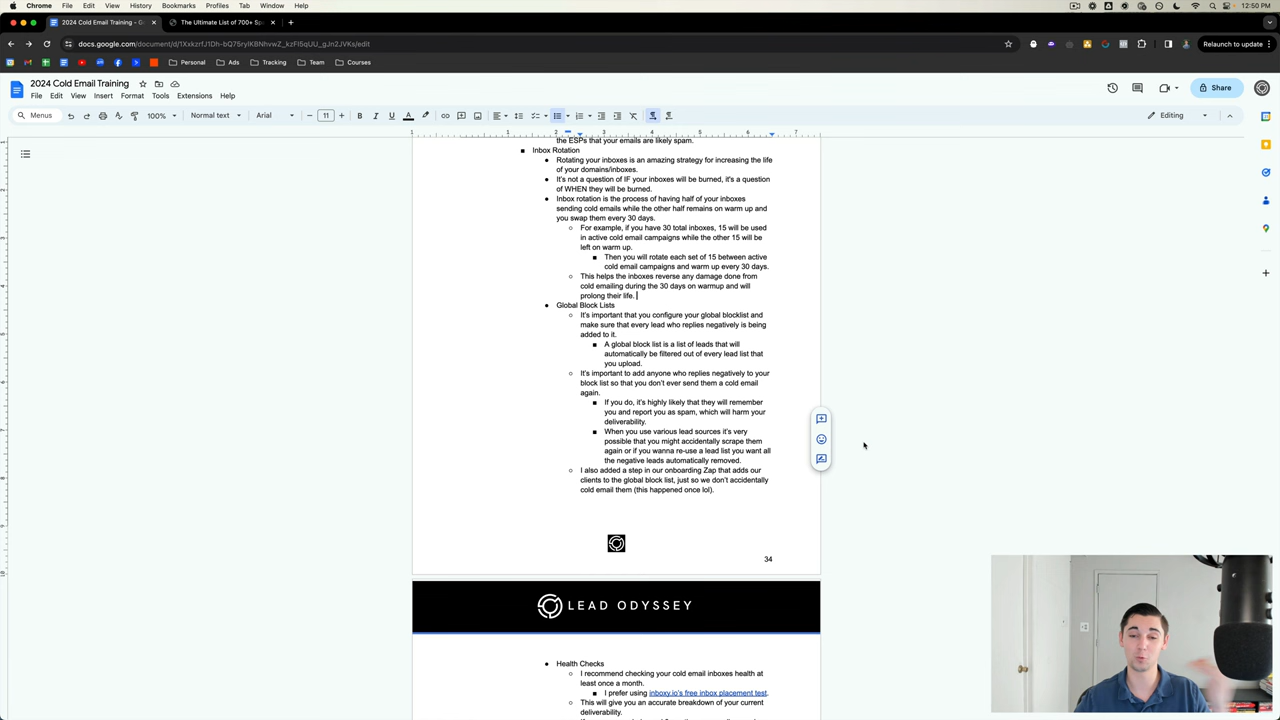 Chrome File Edit View History Bookmarks Profiles Tab Window Help
12:50 PM
2024 Cold Email Training - G
The Ultimate List of 700+ Sp
docs.google.com/document/d/
/edit
Relaunch to update
Personal Ads Tracking Team Courses
2024 Cold Email Training
File Edit View Insert Format Tools Extensions Help
Share
Menus 100% Normal text Arial 11 Editing
the ESPs that your emails are likely spam.
■ Inbox Rotation
● Rotating your inboxes is an amazing strategy for increasing the life
of your domains/inboxes.
● It's not a question of IF your inboxes will be burned, it's a question
of WHEN they will be burned.
● Inbox rotation is the process of having half of your inboxes
sending cold emails while the other half remains on warm up and
you swap them every 30 days.
○ For example, if you have 30 total inboxes, 15 will be used
in active cold email campaigns while the other 15 will be
left on warm up.
■ Then you will rotate each set of 15 between active
cold email campaigns and warm up every 30 days.
○ This helps the inboxes reverse any damage done from
cold emailing during the 30 days on warmup and will
prolong their life.
● Global Block Lists
○ It's important that you configure your global blocklist and
make sure that every lead who replies negatively is being
added to it.
■ A global block list is a list of leads that will
automatically be filtered out of every lead list that
you upload.
○ It's important to add anyone who replies negatively to your
block list so that you don't ever send them a cold email
again.
■ If you do, it's highly likely that they will remember
you and report you as spam, which will harm your
deliverability.
■ When you use various lead sources it's very
possible that you might accidentally scrape them
again or if you wanna re-use a lead list you want all
the negative leads automatically removed.
○ I also added a step in our onboarding Zap that adds our
clients to the global block list, just so we don't accidentally
cold email them (this happened once lol).
34
LEAD ODYSSEY
● Health Checks
○ I recommend checking your cold email inboxes health at
least once a month.
■ I prefer using inboxy.io's free inbox placement test.
○ This will give you an accurate breakdown of your current
deliverability.